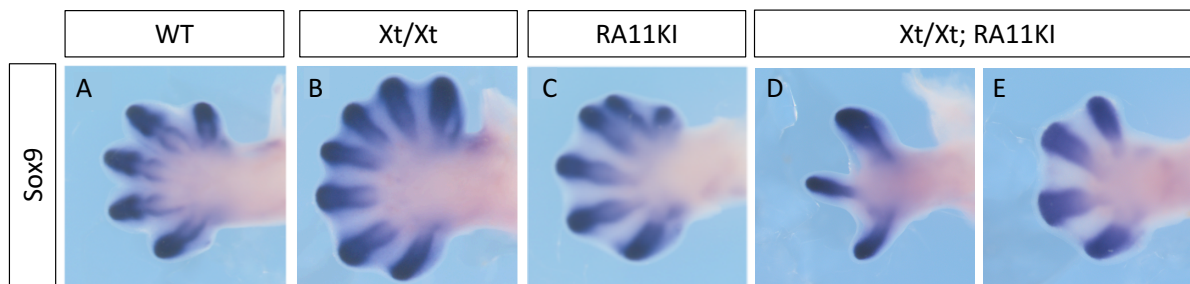 WT
Xt/Xt
RA11KI
Xt/Xt; RA11KI
Sox9
A
B
C
D
E